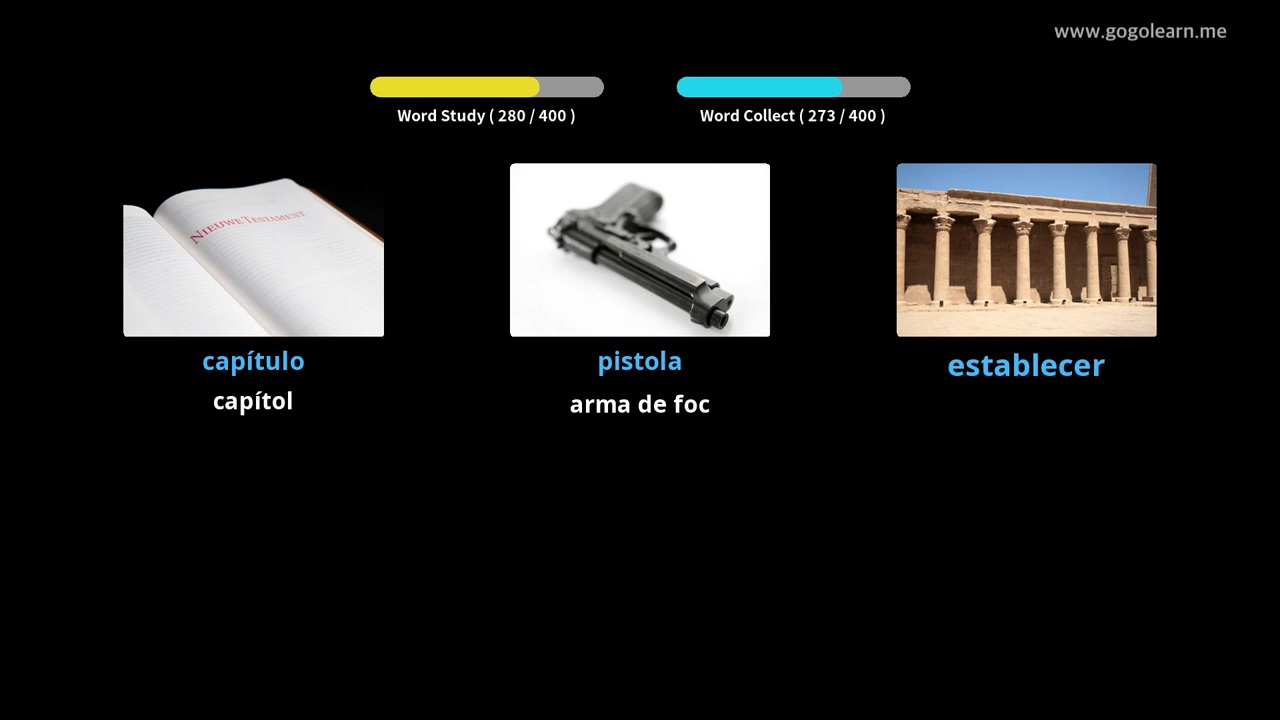 www.gogolearn.me
Word Study ( 280 / 400 )
Word Collect ( 273 / 400 )
NIEUWE TESTAMENT
capítulo
capítol
pistola
arma de foc
establecer